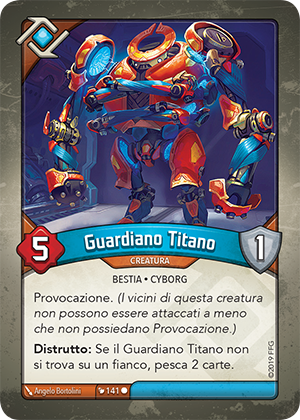 Guardiano Titano
CREATURA
5
1
BESTIA • CYBORG
Provocazione. (I vicini di questa creatura
non possono essere attaccati a meno
che non possiedano Provocazione.)
Distrutto: Se il Guardiano Titano non
si trova su un fianco, pesca 2 carte.
©2019 FFG
Angelo Bortolini
141